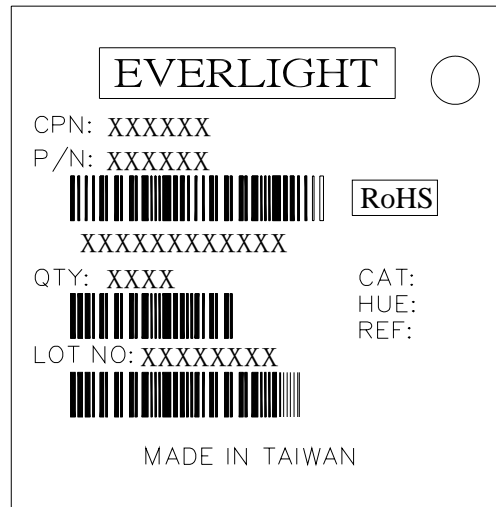 EVERLIGHT
CPN: XXXXXX
P/N: XXXXXX
RoHS
XXXXXXXXXXXX
QTY: XXXX
CAT:
HUE:
REF:
LOT NO: XXXXXXXX
MADE IN TAIWAN